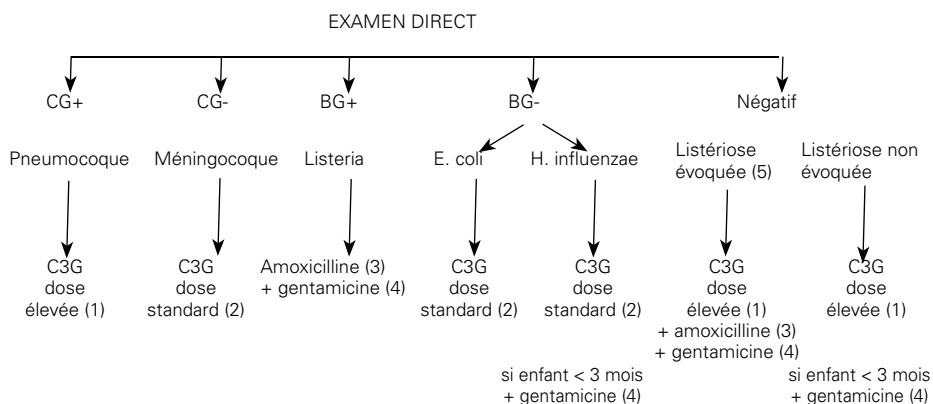 EXAMEN DIRECT
CG+ CG- BG+ BG- Négatif
Pneumocoque Méningocoque Listeria E. coli H. influenzae Listériose évoquée (5) Listériose non évoquée
C3G
dose
élevée (1)
C3G
dose
standard (2)
Amoxicilline (3)
+ gentamicine (4)
C3G
dose
standard (2)
C3G
dose
standard (2)
si enfant < 3 mois
+ gentamicine (4)
C3G
dose
élevée (1)
+ amoxicilline (3)
+ gentamicine (4)
C3G
dose
élevée (1)
si enfant < 3 mois
+ gentamicine (4)